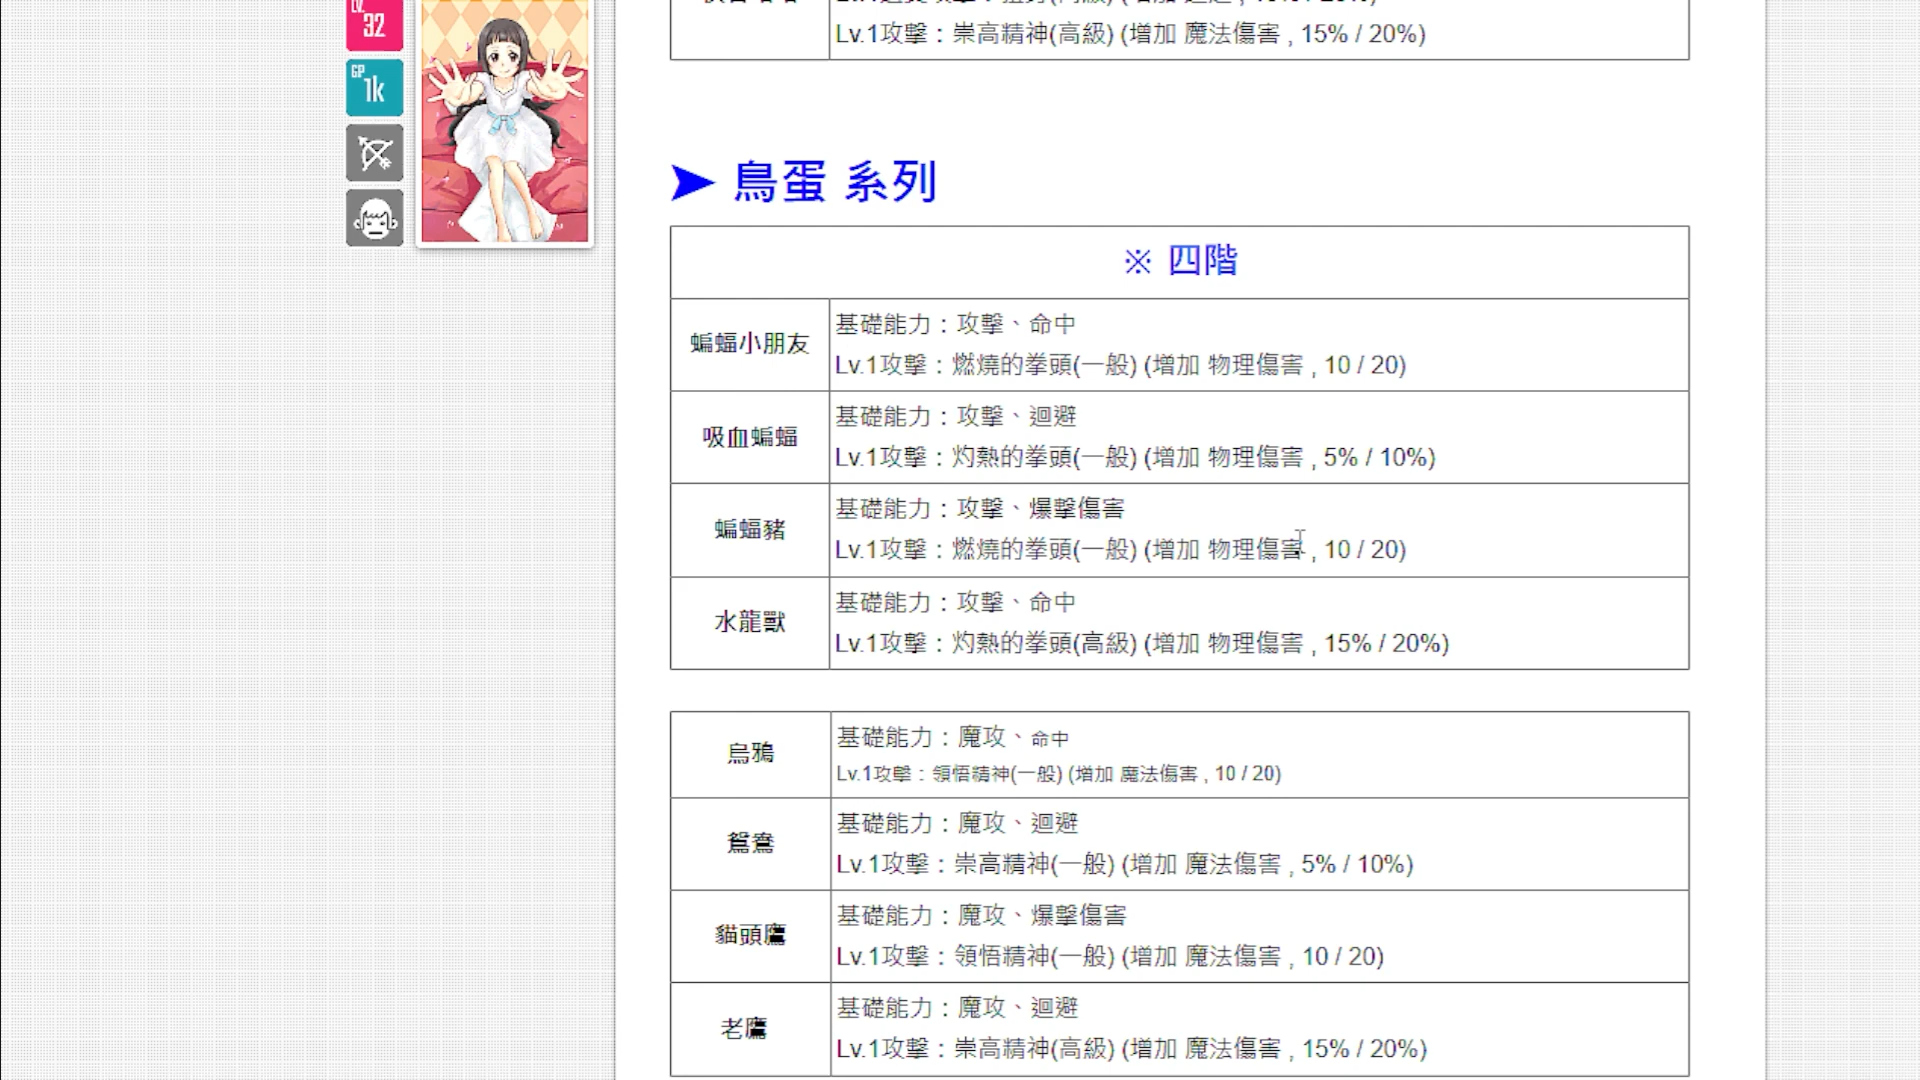 LV.
32
GP
1k
Lv.1攻擊：崇高精神(高級) (增加 魔法傷害 , 15% / 20%)
➤ 鳥蛋 系列
※ 四階
蝙蝠小朋友
基礎能力：攻擊、命中
Lv.1攻擊：燃燒的拳頭(一般) (增加 物理傷害 , 10 / 20)
吸血蝙蝠
基礎能力：攻擊、迴避
Lv.1攻擊：灼熱的拳頭(一般) (增加 物理傷害 , 5% / 10%)
蝙蝠豬
基礎能力：攻擊、爆擊傷害
Lv.1攻擊：燃燒的拳頭(一般) (增加 物理傷害 , 10 / 20)
水龍獸
基礎能力：攻擊、命中
Lv.1攻擊：灼熱的拳頭(高級) (增加 物理傷害 , 15% / 20%)
烏鴉
基礎能力：魔攻、命中
Lv.1攻擊：領悟精神(一般) (增加 魔法傷害 , 10 / 20)
鴛鴦
基礎能力：魔攻、迴避
Lv.1攻擊：崇高精神(一般) (增加 魔法傷害 , 5% / 10%)
貓頭鷹
基礎能力：魔攻、爆擊傷害
Lv.1攻擊：領悟精神(一般) (增加 魔法傷害 , 10 / 20)
老鷹
基礎能力：魔攻、迴避
Lv.1攻擊：崇高精神(高級) (增加 魔法傷害 , 15% / 20%)